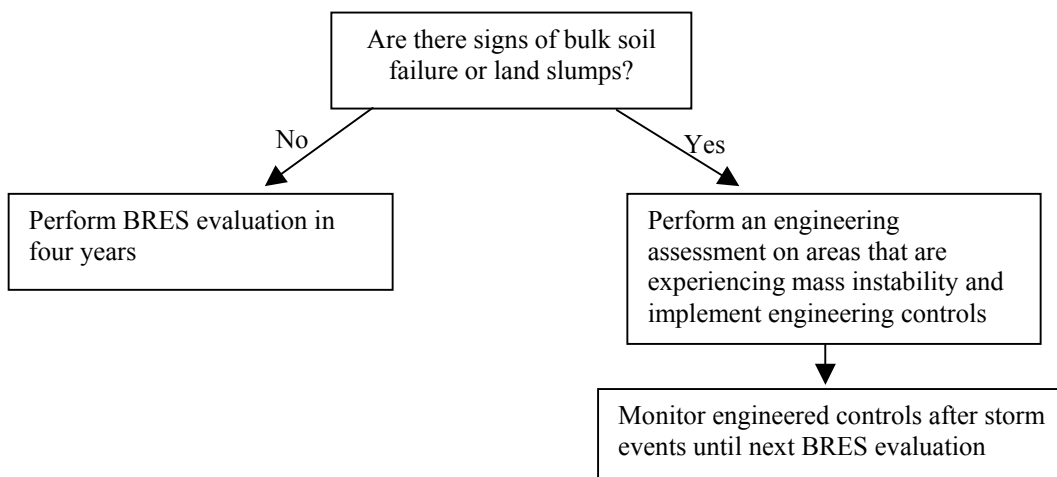 Are there signs of bulk soil
failure or land slumps?
No
Yes
Perform BRES evaluation in
four years
Perform an engineering
assessment on areas that are
experiencing mass instability and
implement engineering controls
Monitor engineered controls after storm
events until next BRES evaluation